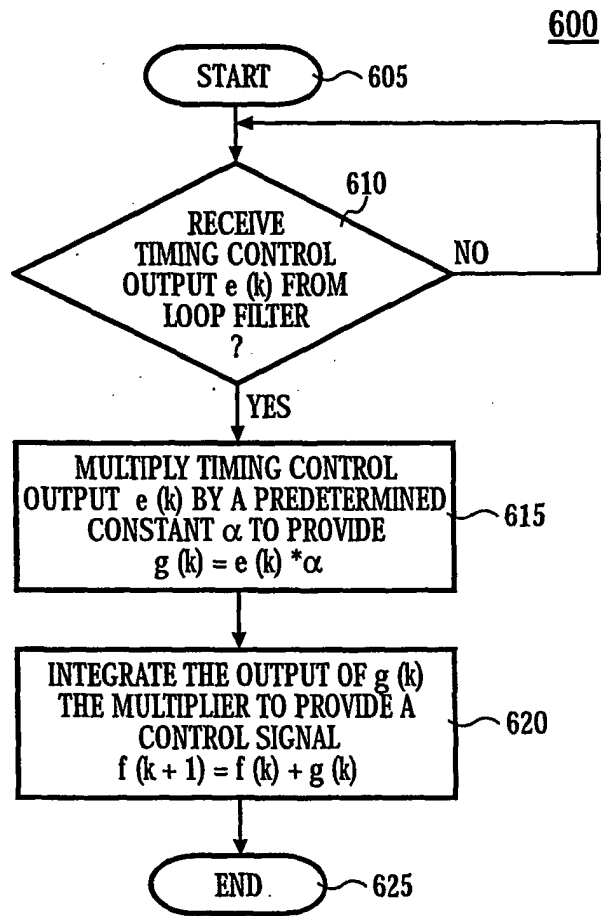 600
START
605
610
RECEIVE
TIMING CONTROL
OUTPUT e (k) FROM
LOOP FILTER
?
NO
YES
MULTIPLY TIMING CONTROL
OUTPUT e (k) BY A PREDETERMINED
CONSTANT α TO PROVIDE
g (k) = e (k) *α
615
INTEGRATE THE OUTPUT OF g (k)
THE MULTIPLIER TO PROVIDE A
CONTROL SIGNAL
f (k + 1) = f (k) + g (k)
620
END
625